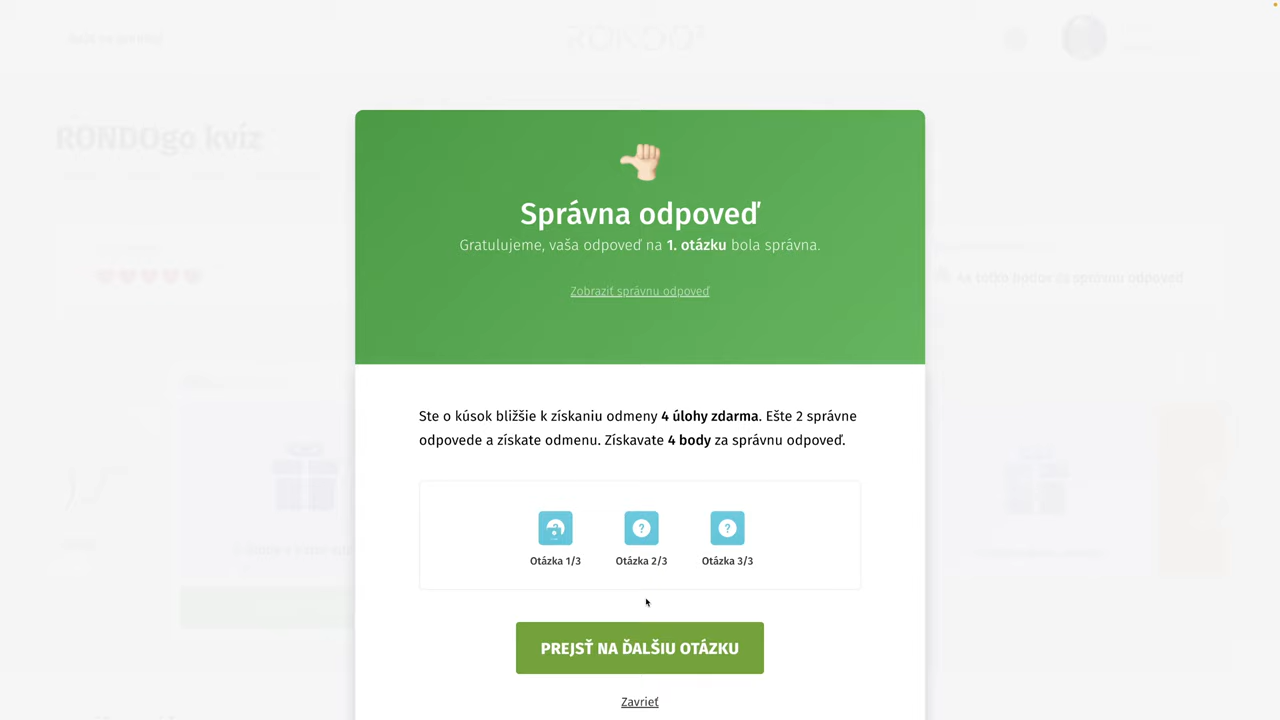 RONDOgo kvíz
Správna odpoveď
Gratulujeme, vaša odpoveď na 1. otázku bola správna.
Zobraziť správnu odpoveď
Ste o kúsok bližšie k získaniu odmeny 4 úlohy zdarma. Ešte 2 správne
odpovede a získate odmenu. Získavate 4 body za správnu odpoveď.
?
?
Otázka 1/3
Otázka 2/3
Otázka 3/3
PREJSŤ NA ĎALŠIU OTÁZKU
Zavrieť